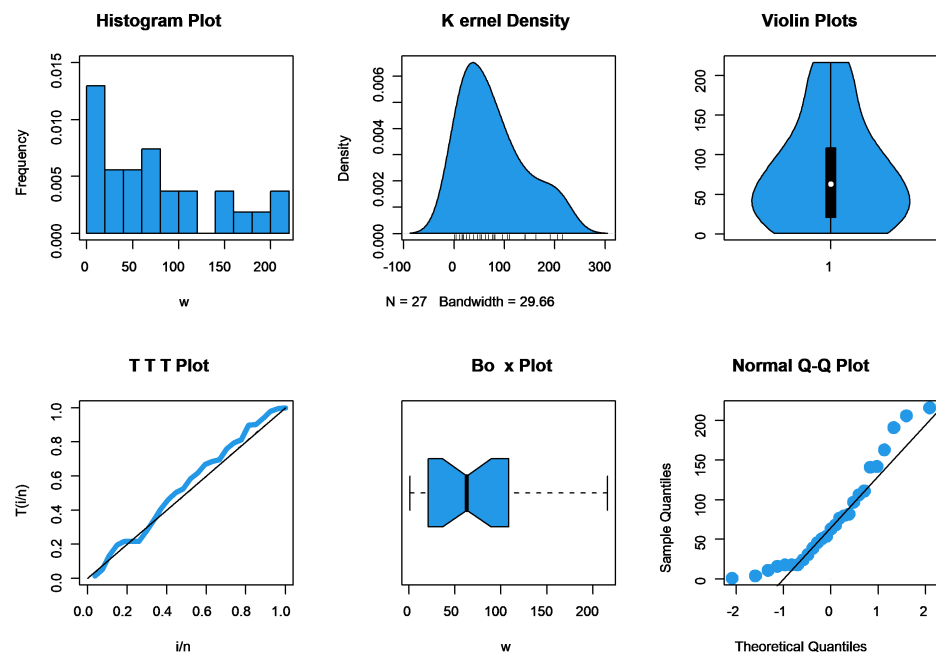 Histogram Plot
Frequency
0.000 0.005 0.010 0.015
0 50 100 150 200
w
K ernel Density
Density
0.000 0.002 0.004 0.006
-100 0 100 200 300
N = 27 Bandwidth = 29.66
Violin Plots
0 50 100 150 200
1
T T T Plot
T(i/n)
0.0 0.2 0.4 0.6 0.8 1.0
0.0 0.2 0.4 0.6 0.8 1.0
i/n
Bo x Plot
0 50 100 150 200
w
Normal Q-Q Plot
Sample Quantiles
0 50 100 200
-2 -1 0 1 2
Theoretical Quantiles